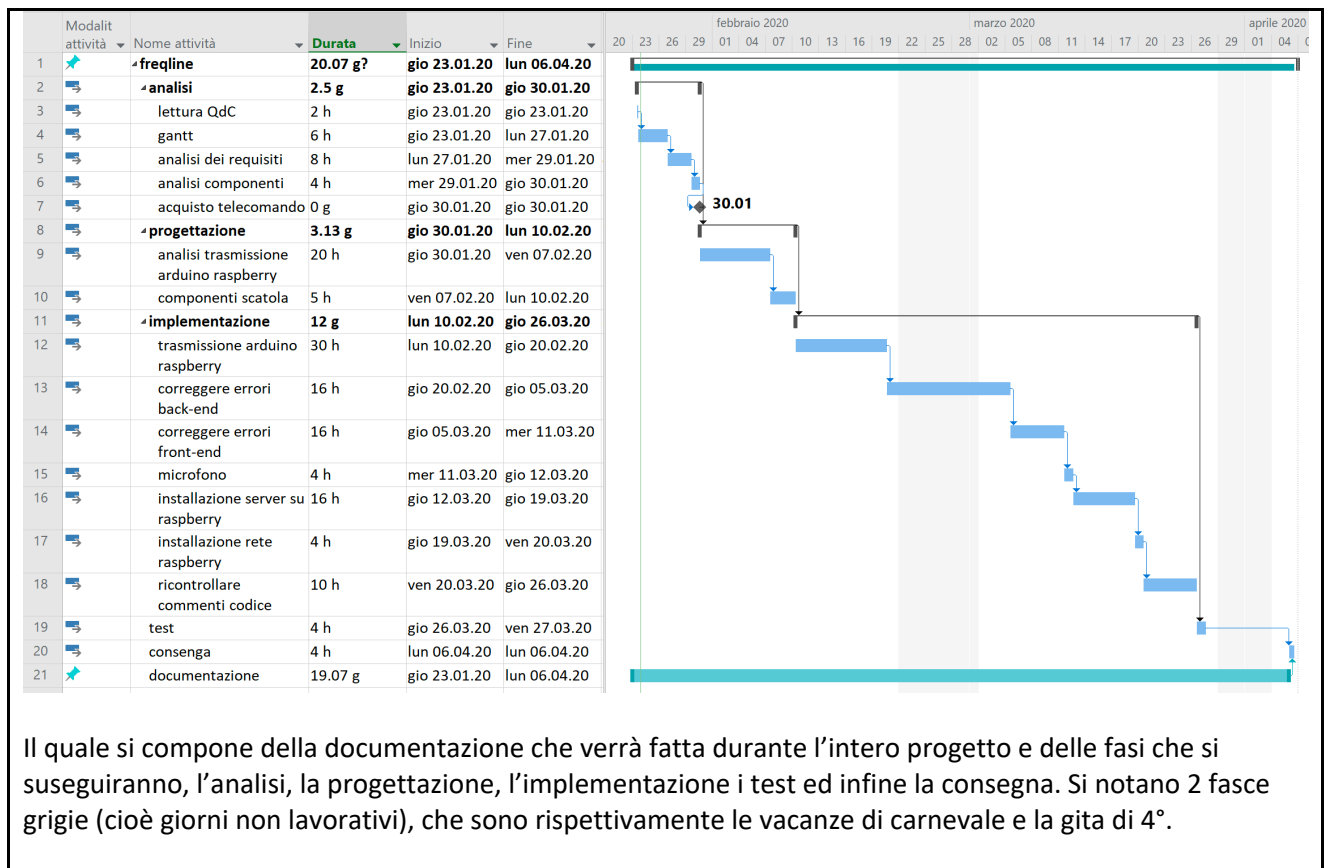 Modalit
attività Nome attività Durata Inizio Fine
febbraio 2020 marzo 2020 aprile 2020
20 23 26 29 01 04 07 10 13 16 19 22 25 28 02 05 08 11 14 17 20 23 26 29 01 04
1 freqline 20.07 g? gio 23.01.20 lun 06.04.20
2 analisi 2.5 g gio 23.01.20 gio 30.01.20
3 lettura QdC 2 h gio 23.01.20 gio 23.01.20
4 gantt 6 h gio 23.01.20 lun 27.01.20
5 analisi dei requisiti 8 h lun 27.01.20 mer 29.01.20
6 analisi componenti 4 h mer 29.01.20 gio 30.01.20
7 acquisto telecomando 0 g gio 30.01.20 gio 30.01.20
30.01
8 progettazione 3.13 g gio 30.01.20 lun 10.02.20
9 analisi trasmissione 20 h gio 30.01.20 ven 07.02.20
arduino raspberry
10 componenti scatola 5 h ven 07.02.20 lun 10.02.20
11 implementazione 12 g lun 10.02.20 gio 26.03.20
12 trasmissione arduino 30 h lun 10.02.20 gio 20.02.20
raspberry
13 correggere errori 16 h gio 20.02.20 gio 05.03.20
back-end
14 correggere errori 16 h gio 05.03.20 mer 11.03.20
front-end
15 microfono 4 h mer 11.03.20 gio 12.03.20
16 installazione server su 16 h gio 12.03.20 gio 19.03.20
raspberry
17 installazione rete 4 h gio 19.03.20 ven 20.03.20
raspberry
18 ricontrollare 10 h ven 20.03.20 gio 26.03.20
commenti codice
19 test 4 h gio 26.03.20 ven 27.03.20
20 consenga 4 h lun 06.04.20 lun 06.04.20
21 documentazione 19.07 g gio 23.01.20 lun 06.04.20
Il quale si compone della documentazione che verrà fatta durante l'intero progetto e delle fasi che si
suseguiranno, l'analisi, la progettazione, l'implementazione i test ed infine la consegna. Si notano 2 fasce
grigie (cioè giorni non lavorativi), che sono rispettivamente le vacanze di carnevale e la gita di 4°.